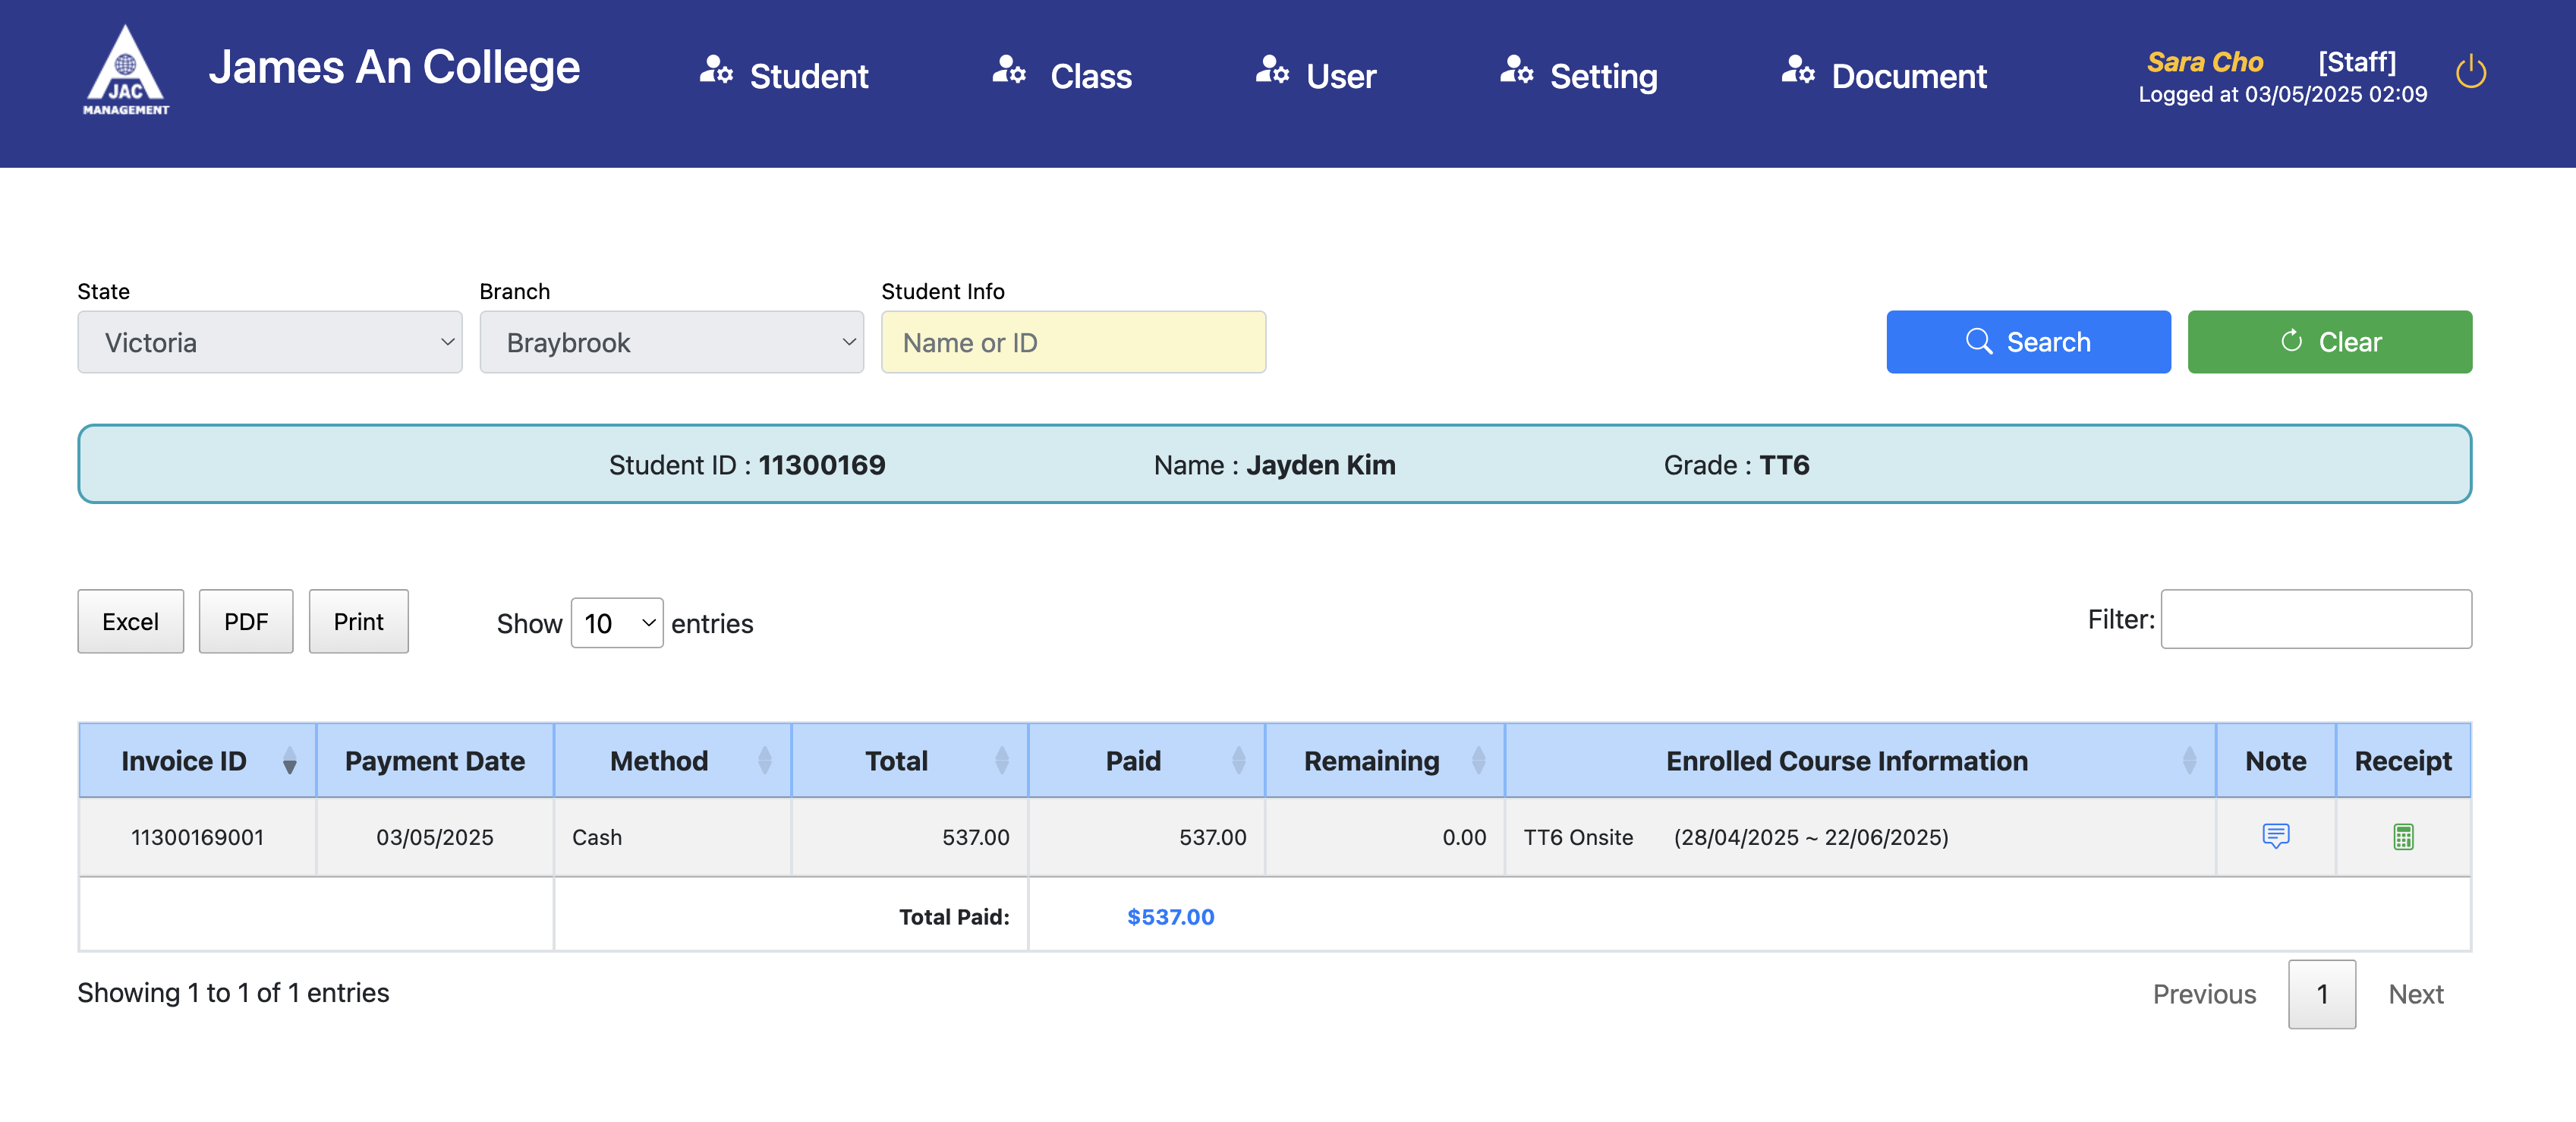 JAC
MANAGEMENT
James An College
Student
Class
User
Setting
Document
Sara Cho [Staff]
Logged at 03/05/2025 02:09
State
Branch
Student Info
Victoria
Braybrook
Name or ID
Search
Clear
Student ID : 11300169
Name : Jayden Kim
Grade : TT6
Excel
PDF
Print
Show 10 entries
Filter:
Invoice ID Payment Date Method Total Paid Remaining Enrolled Course Information Note Receipt
11300169001 03/05/2025 Cash 537.00 537.00 0.00 TT6 Onsite (28/04/2025 ~ 22/06/2025)
Total Paid: $537.00
Showing 1 to 1 of 1 entries
Previous 1 Next